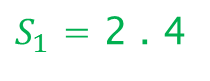 S₁ = 2 . 4